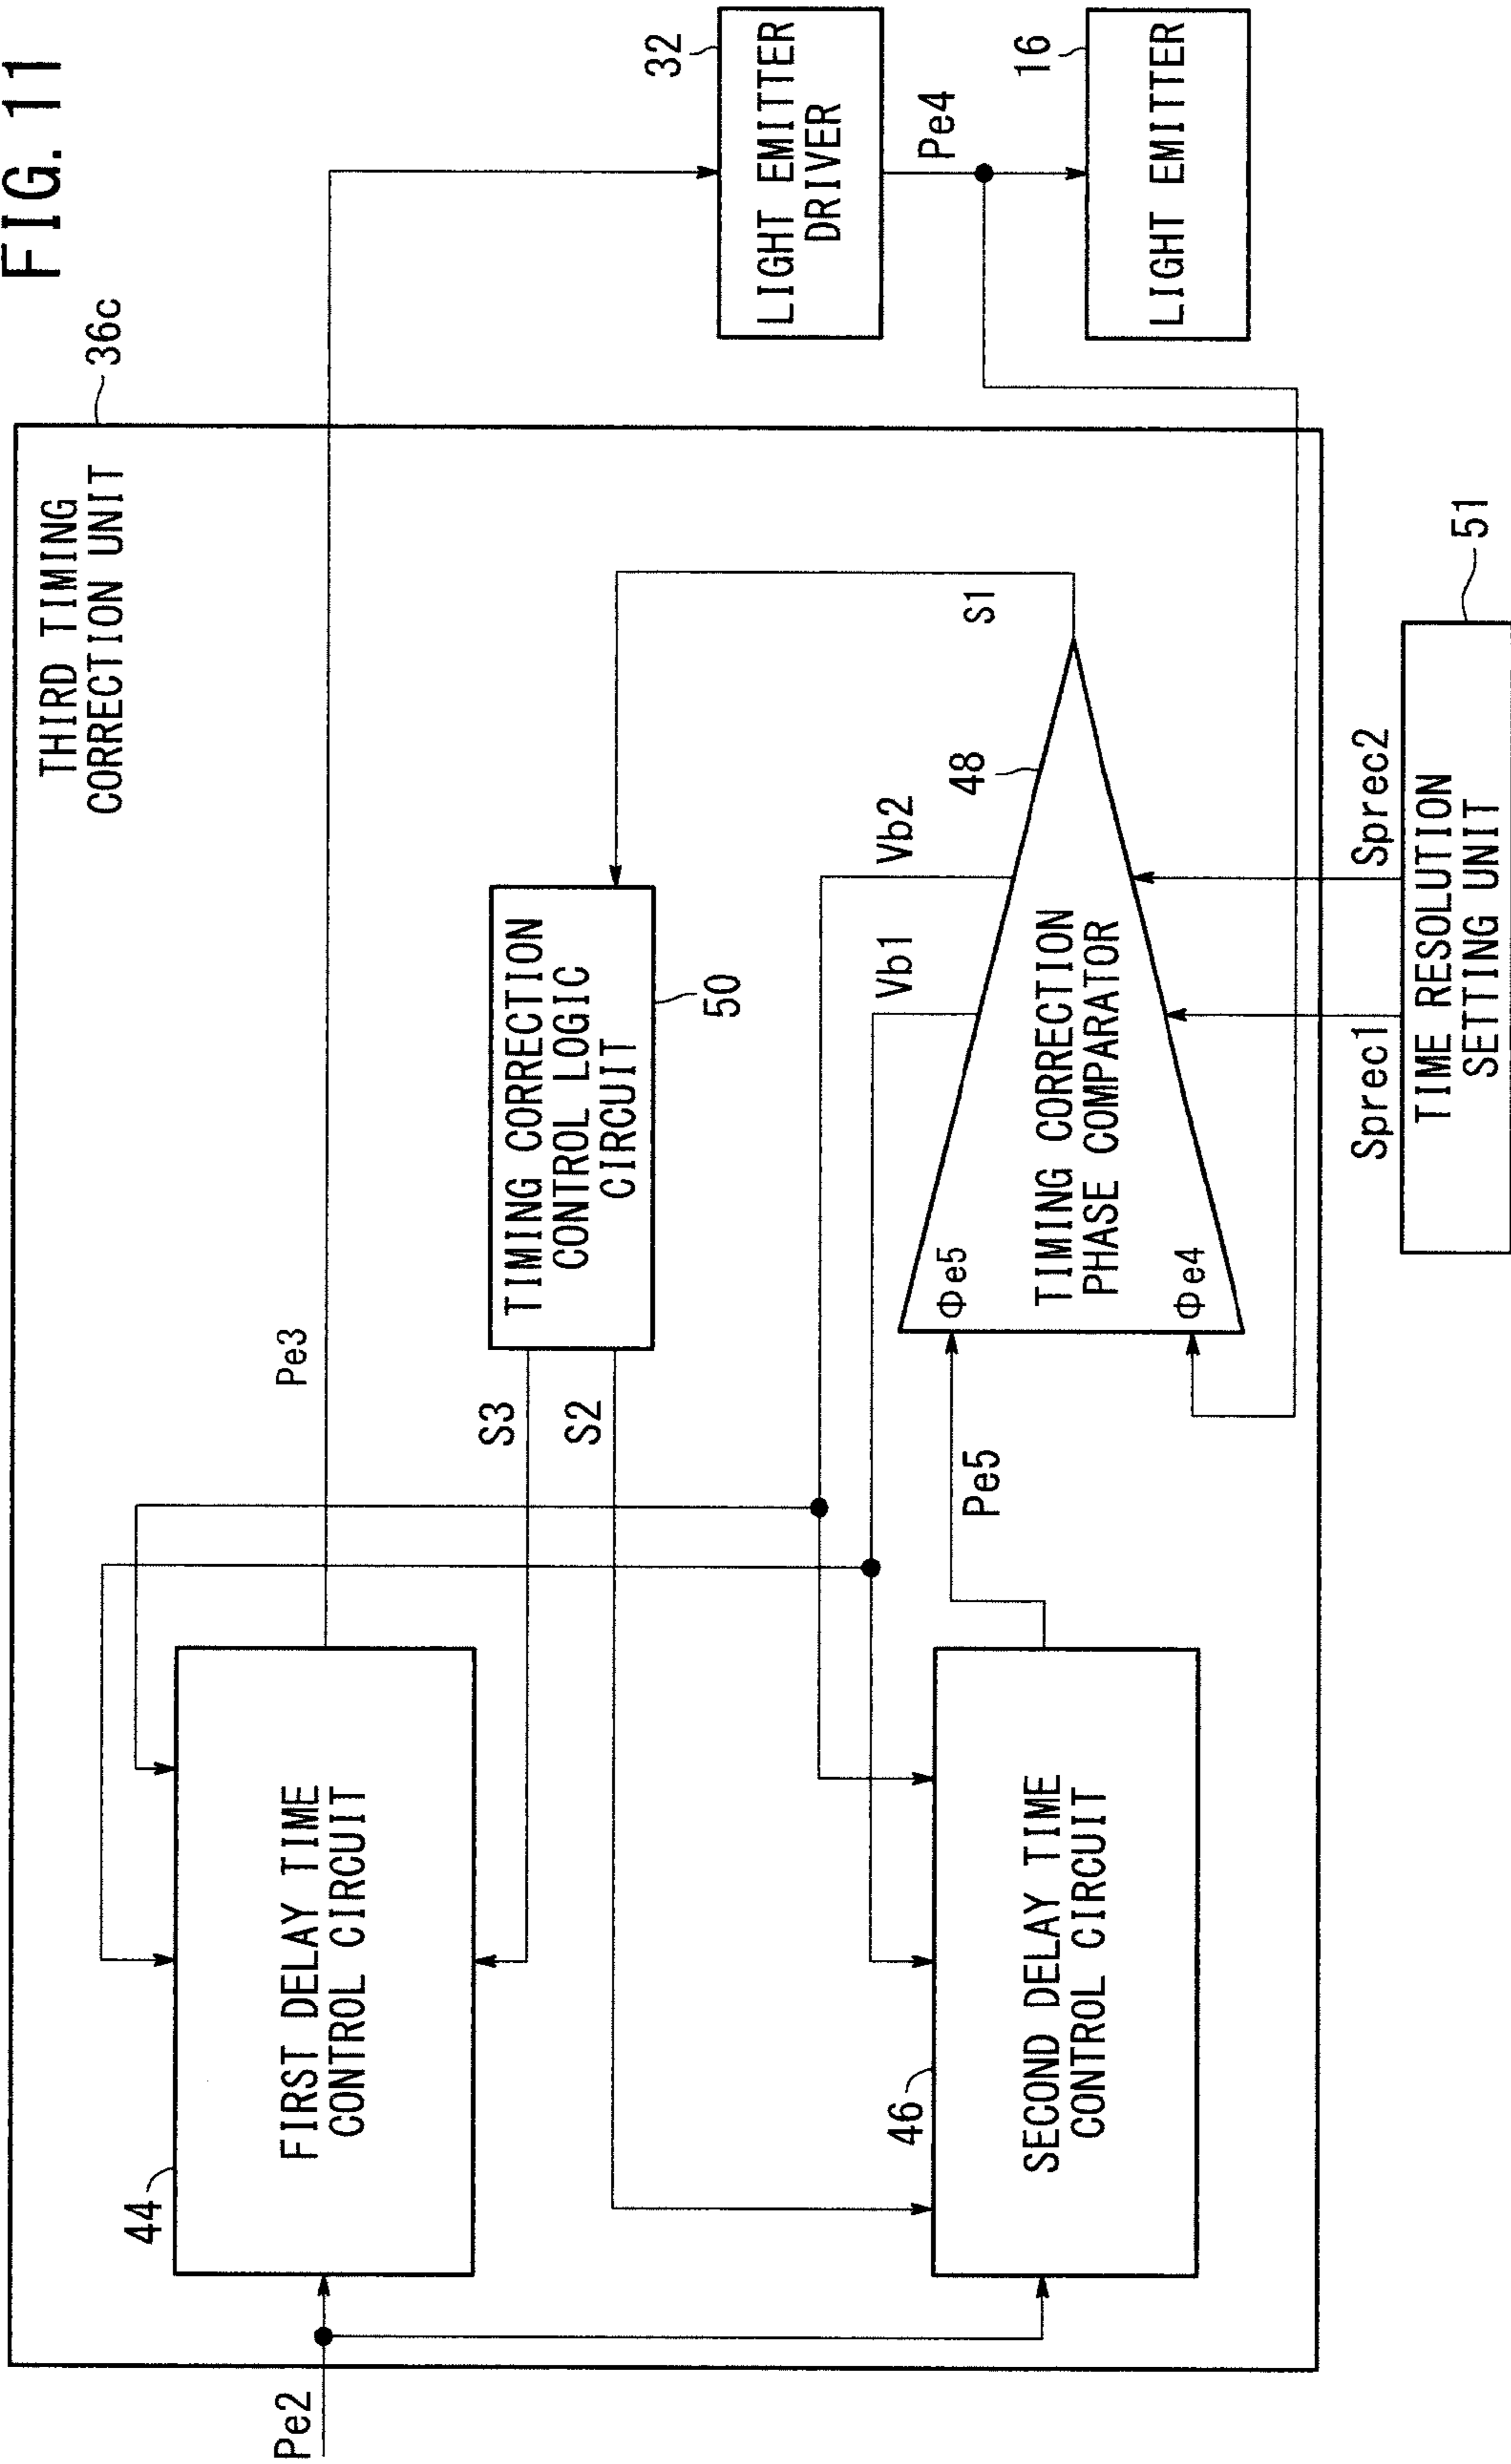 FIG. 11
THIRD TIMING
CORRECTION UNIT
36c
Pe2
44
FIRST DELAY TIME
CONTROL CIRCUIT
Pe3
32
LIGHT EMITTER
DRIVER
Pe4
16
LIGHT EMITTER
S3
S2
TIMING CORRECTION
CONTROL LOGIC
CIRCUIT
50
S1
46
SECOND DELAY TIME
CONTROL CIRCUIT
Pe5
Vb1
Vb2
48
Φe5
TIMING CORRECTION
PHASE COMPARATOR
Φe4
Sprec1
Sprec2
TIME RESOLUTION
SETTING UNIT
51